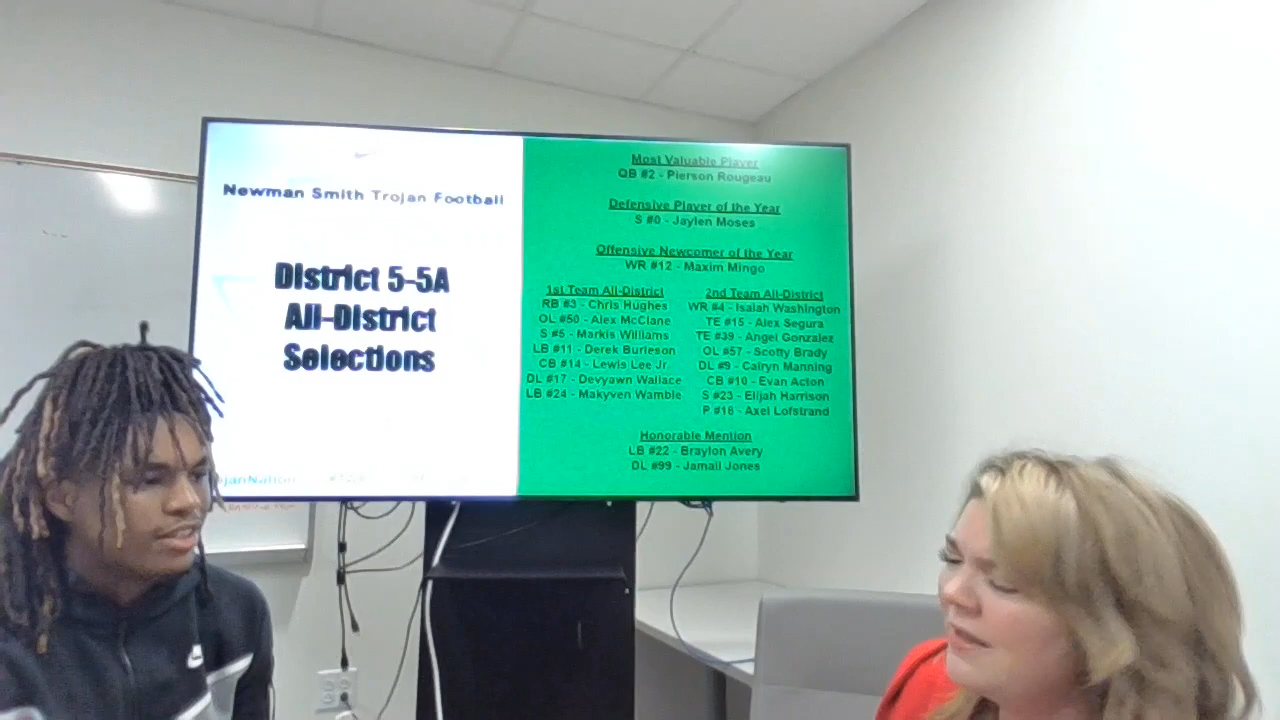 Newman Smith Trojan Football
District 5-5A
All-District
Selections
Most Valuable Player
QB #2 - Pierson Rougeau
Defensive Player of the Year
S #0 - Jaylen Moses
Offensive Newcomer of the Year
WR #12 - Maxim Mingo
1st Team All-District
RB #3 - Chris Hughes
OL #50 - Alex McClane
S #5 - Markis Williams
LB #11 - Derek Burleson
CB #14 - Lewis Lee Jr.
DL #17 - Devyawn Wallace
LB #24 - Makyven Wamble
2nd Team All-District
WR #4 - Isaiah Washington
TE #15 - Alex Segura
TE #39 - Angel Gonzalez
OL #57 - Scotty Brady
DL #9 - Cairyn Manning
CB #10 - Evan Acton
S #23 - Elijah Harrison
P #16 - Axel Lofstrand
Honorable Mention
LB #22 - Braylon Avery
DL #99 - Jamail Jones